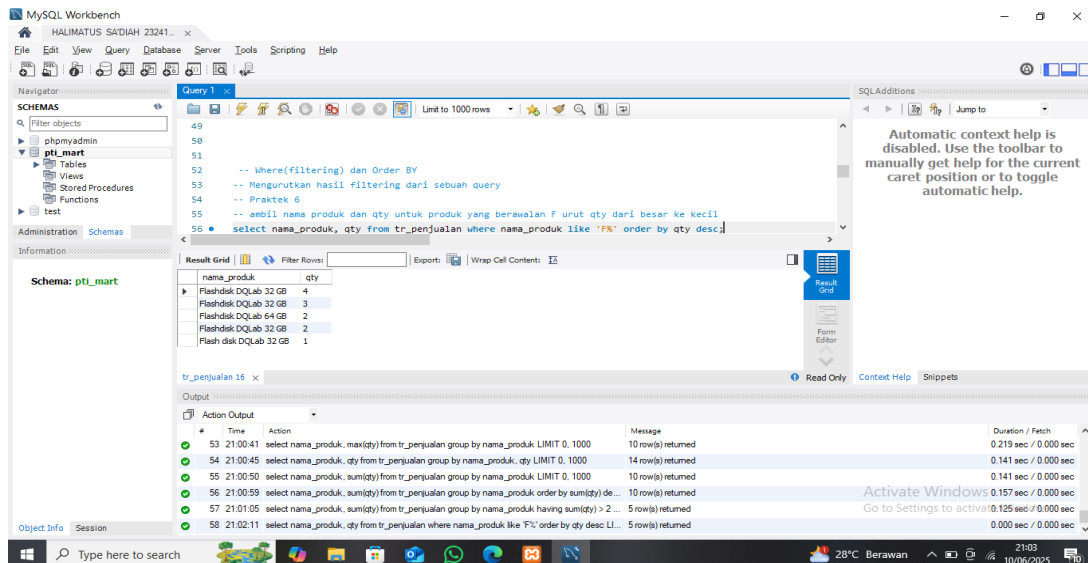 MySQL Workbench
HALIMATUS SA'DIAH 23241... ×
File Edit View Query Database Server Tools Scripting Help
Navigator
SCHEMAS
Filter objects
phpmyadmin
pti_mart
Tables
Views
Stored Procedures
Functions
test
Administration Schemas
Information
Schema: pti_mart
Object Info Session
Query 1 ×
Limit to 1000 rows
49
50
51
52 -- Where(filtering) dan Order BY
53 -- Mengurutkan hasil filtering dari sebuah query
54 -- Praktek 6
55 -- ambil nama produk dan qty untuk produk yang berawalan F urut qty dari besar ke kecil
56 select nama_produk, qty from tr_penjualan where nama_produk like 'F%' order by qty desc;
Result Grid Filter Rows: Export: Wrap Cell Content:
nama_produk qty
Flashdisk DQLab 32 GB 4
Flashdisk DQLab 32 GB 3
Flashdisk DQLab 64 GB 2
Flashdisk DQLab 32 GB 2
Flash disk DQLab 32 GB 1
Result Grid
Form Editor
tr_penjualan 16 × Read Only
SQLAdditions
Jump to
Automatic context help is
disabled. Use the toolbar to
manually get help for the current
caret position or to toggle
automatic help.
Context Help Snippets
Output
Action Output
# Time Action Message Duration / Fetch
53 21:00:41 select nama_produk, max(qty) from tr_penjualan group by nama_produk LIMIT 0, 1000 10 row(s) returned 0.219 sec / 0.000 sec
54 21:00:45 select nama_produk, qty from tr_penjualan group by nama_produk, qty LIMIT 0, 1000 14 row(s) returned 0.141 sec / 0.000 sec
55 21:00:50 select nama_produk, sum(qty) from tr_penjualan group by nama_produk LIMIT 0, 1000 10 row(s) returned 0.141 sec / 0.000 sec
56 21:00:59 select nama_produk, sum(qty) from tr_penjualan group by nama_produk order by sum(qty) de... 10 row(s) returned 0.157 sec / 0.000 sec
57 21:01:05 select nama_produk, sum(qty) from tr_penjualan group by nama_produk having sum(qty) > 2 ... 5 row(s) returned 0.125 sec / 0.000 sec
58 21:02:11 select nama_produk, qty from tr_penjualan where nama_produk like 'F%' order by qty desc LI... 5 row(s) returned 0.000 sec / 0.000 sec
Activate Windows
Go to Settings to activate
Type here to search
28°C Berawan
21:03
10/06/2025